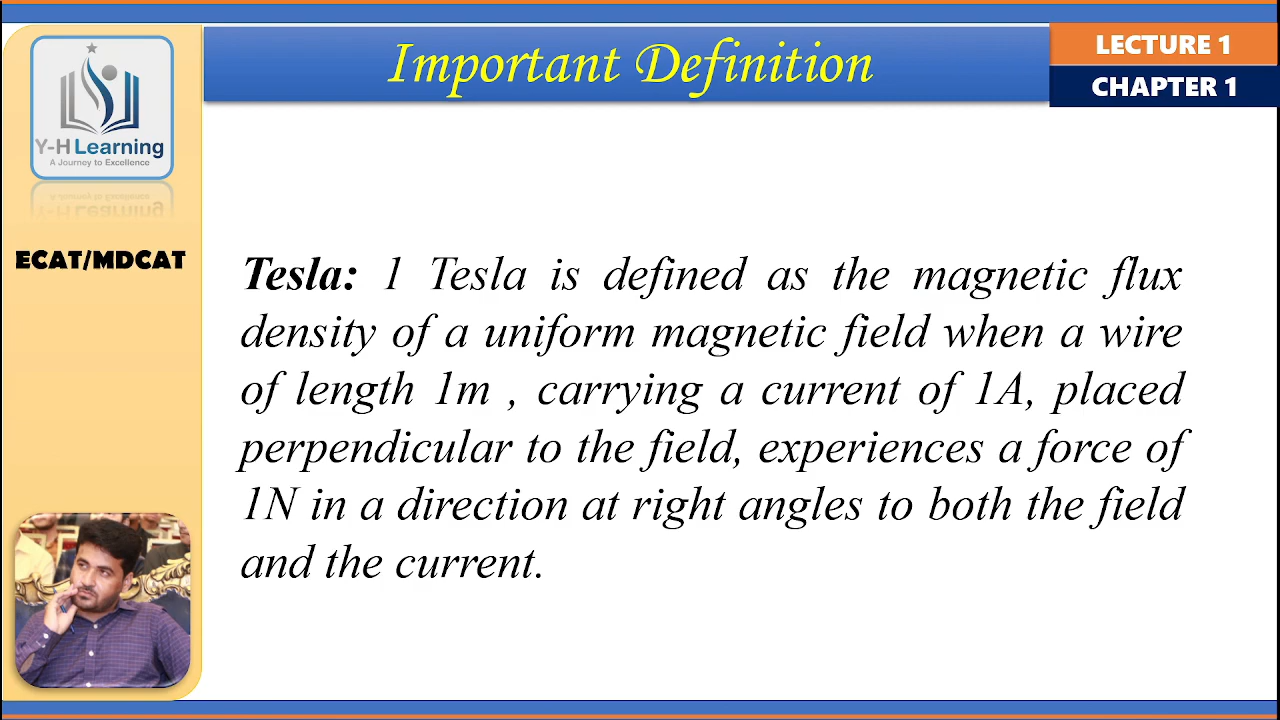 Important Definition
LECTURE 1
CHAPTER 1
Y-H Learning
A Journey to Excellence
ECAT/MDCAT
Tesla: 1 Tesla is defined as the magnetic flux
density of a uniform magnetic field when a wire
of length 1m , carrying a current of 1A, placed
perpendicular to the field, experiences a force of
1N in a direction at right angles to both the field
and the current.